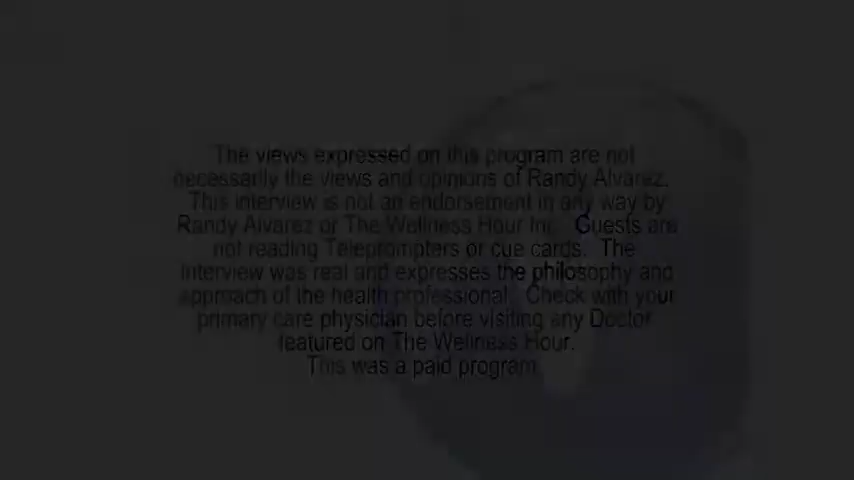 The views expressed on this program are not
necessarily the views and opinions of Randy Alvarez.
This interview is not an endorsement in any way by
Randy Alvarez or The Wellness Hour Inc. Guests are
not reading Teleprompters or cue cards. The
interview was real and expresses the philosophy and
approach of the health professional. Check with your
primary care physician before visiting any Doctor
featured on The Wellness Hour.
This was a paid program.